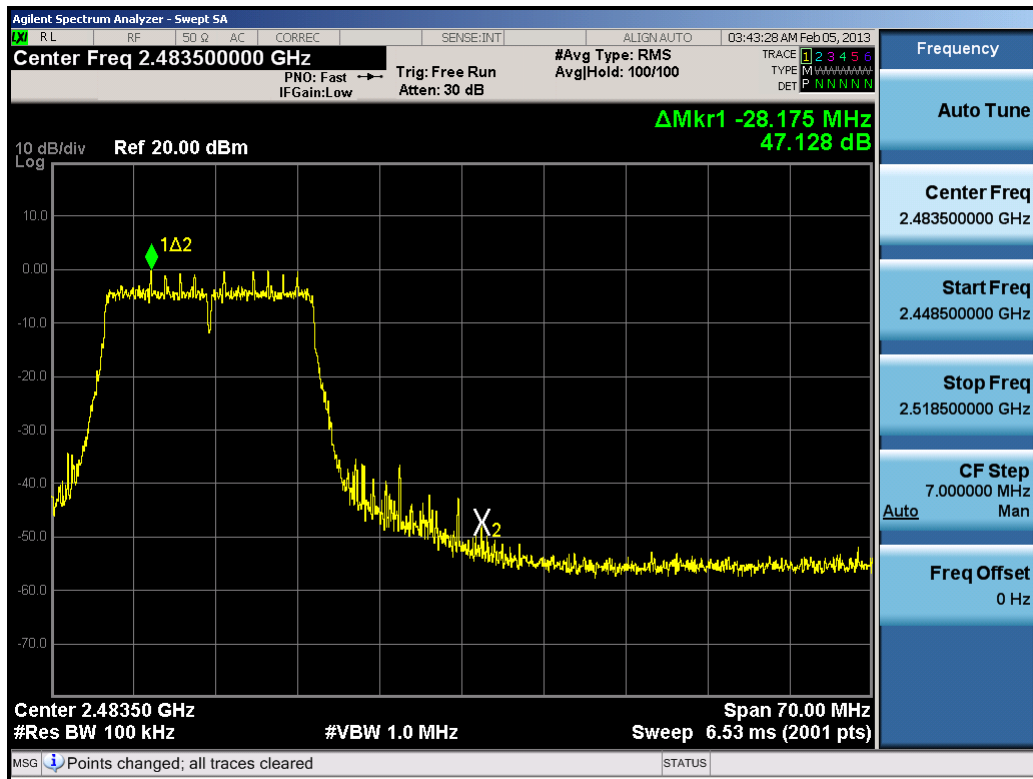 Agilent Spectrum Analyzer - Swept SA
LXI RL RF 50 Ω AC CORREC SENSE:INT ALIGNAUTO 03:43:28 AM Feb 05, 2013
Center Freq 2.483500000 GHz
PNO: Fast
IFGain:Low
Trig: Free Run
Atten: 30 dB
#Avg Type: RMS
Avg|Hold: 100/100
TRACE 1 2 3 4 5 6
TYPE M WWWWW
DET P N N N N N
ΔMkr1 -28.175 MHz
47.128 dB
10 dB/div Ref 20.00 dBm
Log
10.0
0.00
-10.0
-20.0
-30.0
-40.0
-50.0
-60.0
-70.0
1Δ2
X2
Center 2.48350 GHz Span 70.00 MHz
#Res BW 100 kHz #VBW 1.0 MHz Sweep 6.53 ms (2001 pts)
MSG Points changed; all traces cleared STATUS
Frequency
Auto Tune
Center Freq
2.483500000 GHz
Start Freq
2.448500000 GHz
Stop Freq
2.518500000 GHz
CF Step
7.000000 MHz
Auto Man
Freq Offset
0 Hz